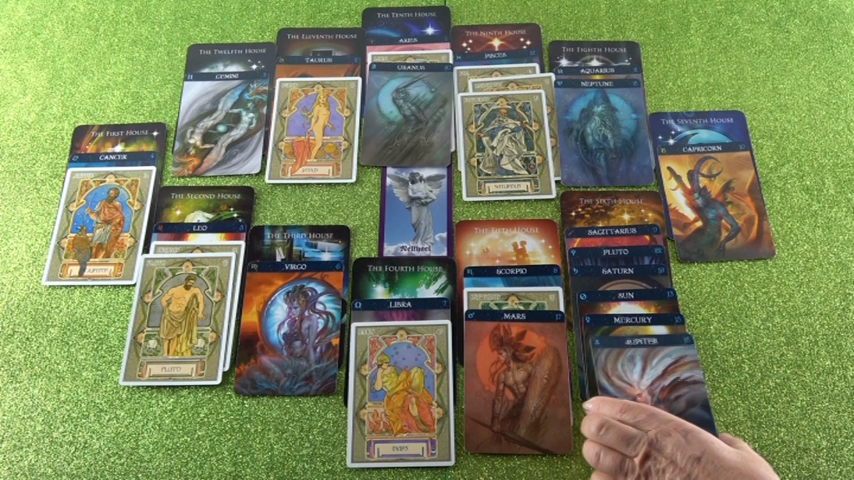 THE TENTH HOUSE
ARIES
URANUS
THE ELEVENTH HOUSE
TAURUS
THE NINTH HOUSE
PISCES
THE TWELFTH HOUSE
GEMINI
THE EIGHTH HOUSE
AQUARIUS
NEPTUNE
THE SEVENTH HOUSE
CAPRICORN
THE FIRST HOUSE
CANCER
THE SECOND HOUSE
LEO
PLUTO
THE THIRD HOUSE
VIRGO
THE FOURTH HOUSE
LIBRA
THE FIFTH HOUSE
SCORPIO
MARS
THE SIXTH HOUSE
SAGITTARIUS
PLUTO
SATURN
SUN
MERCURY
JUPITER